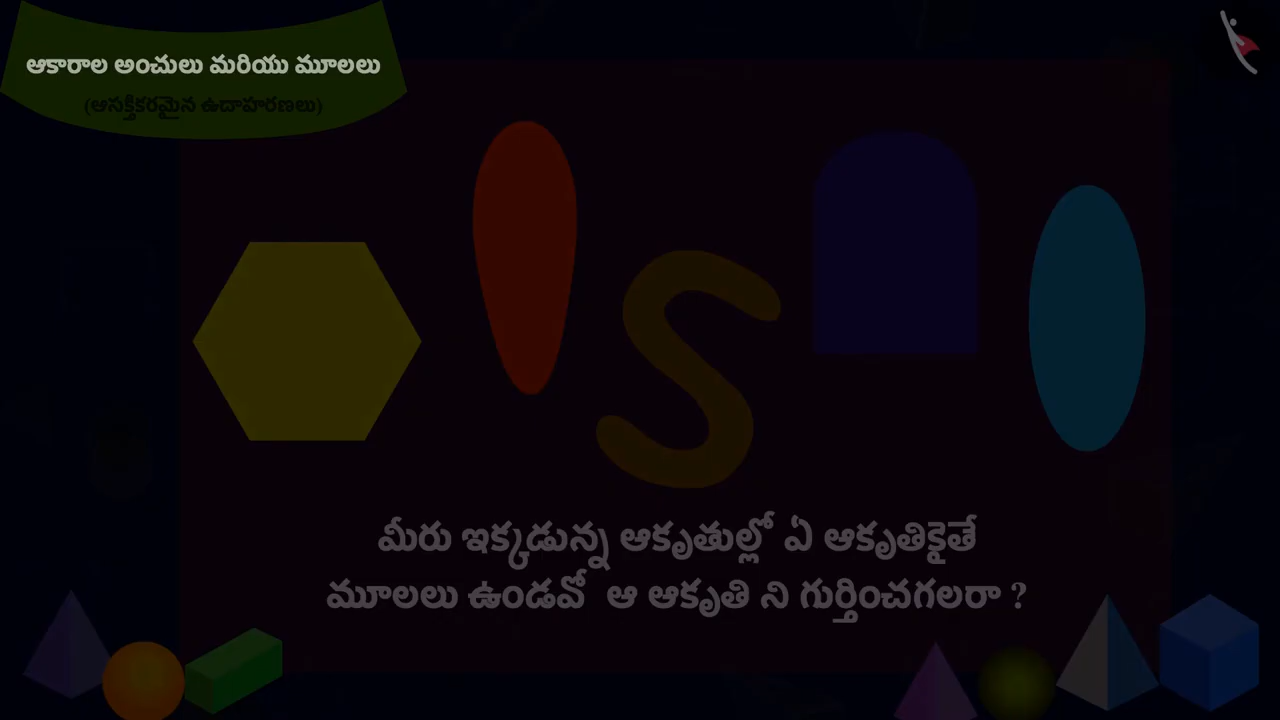 ఆకారాల అంచులు మరియు మూలలు
(ఆసక్తికరమైన ఉదాహరణలు)
మీరు ఇక్కడున్న ఆకృతుల్లో ఏ ఆకృతికైతే
మూలలు ఉండవో ఆ ఆకృతి ని గుర్తించగలరా ?